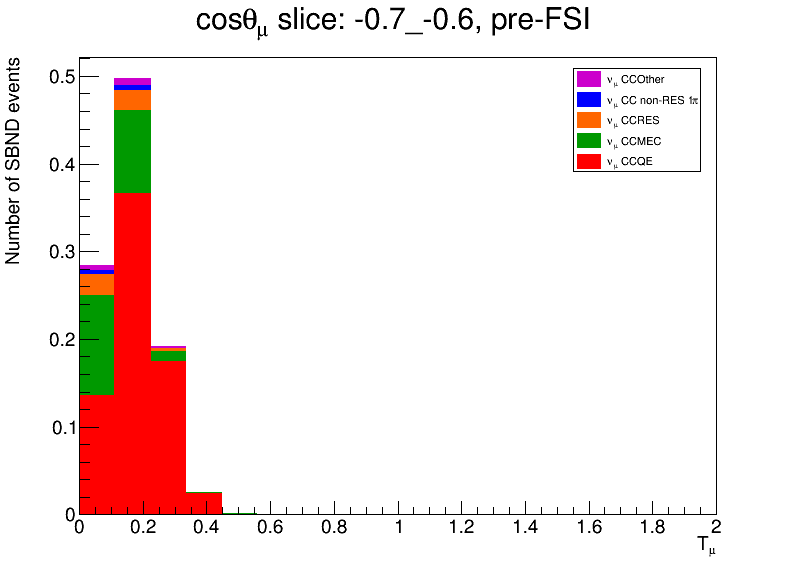 cosθμ slice: -0.7_-0.6, pre-FSI
Number of SBND events
0.5
0.4
0.3
0.2
0.1
0
νμ CCOther
νμ CC non-RES 1π
νμ CCRES
νμ CCMEC
νμ CCQE
0 0.2 0.4 0.6 0.8 1 1.2 1.4 1.6 1.8 2
Tμ